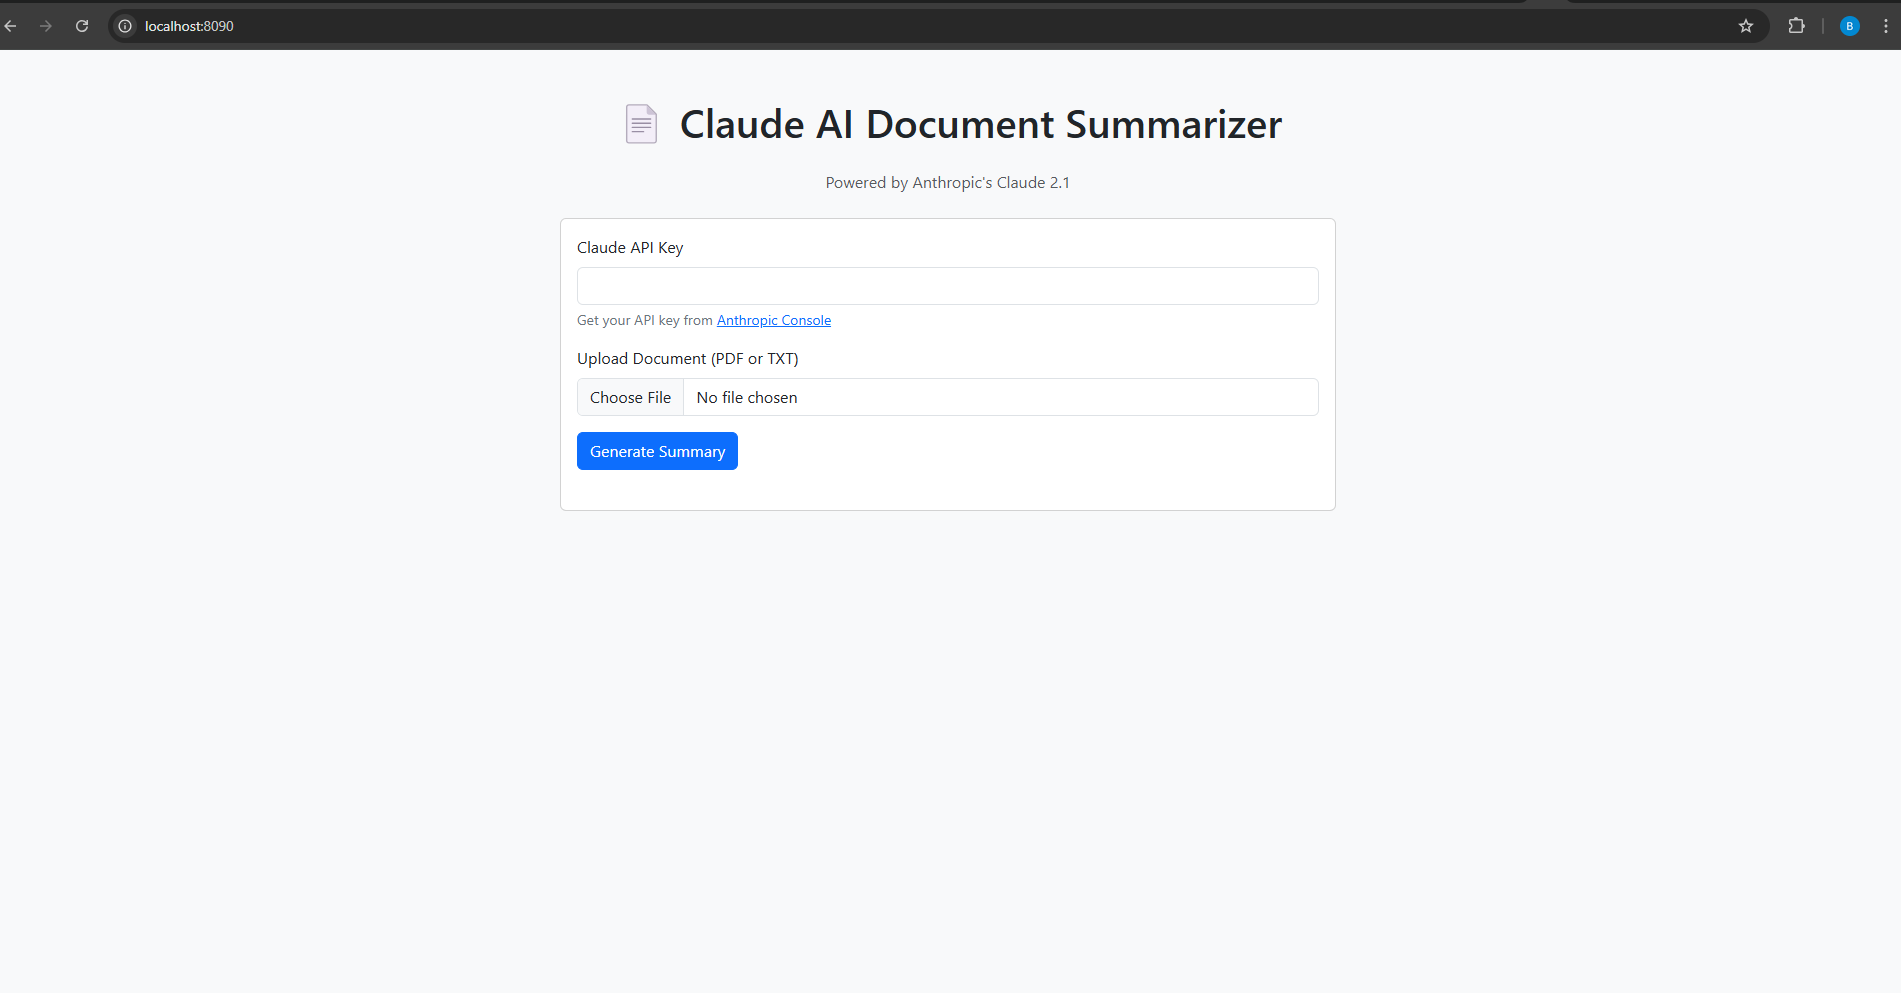 localhost:8090
B
Claude AI Document Summarizer
Powered by Anthropic's Claude 2.1
Claude API Key
Get your API key from Anthropic Console
Upload Document (PDF or TXT)
Choose File No file chosen
Generate Summary